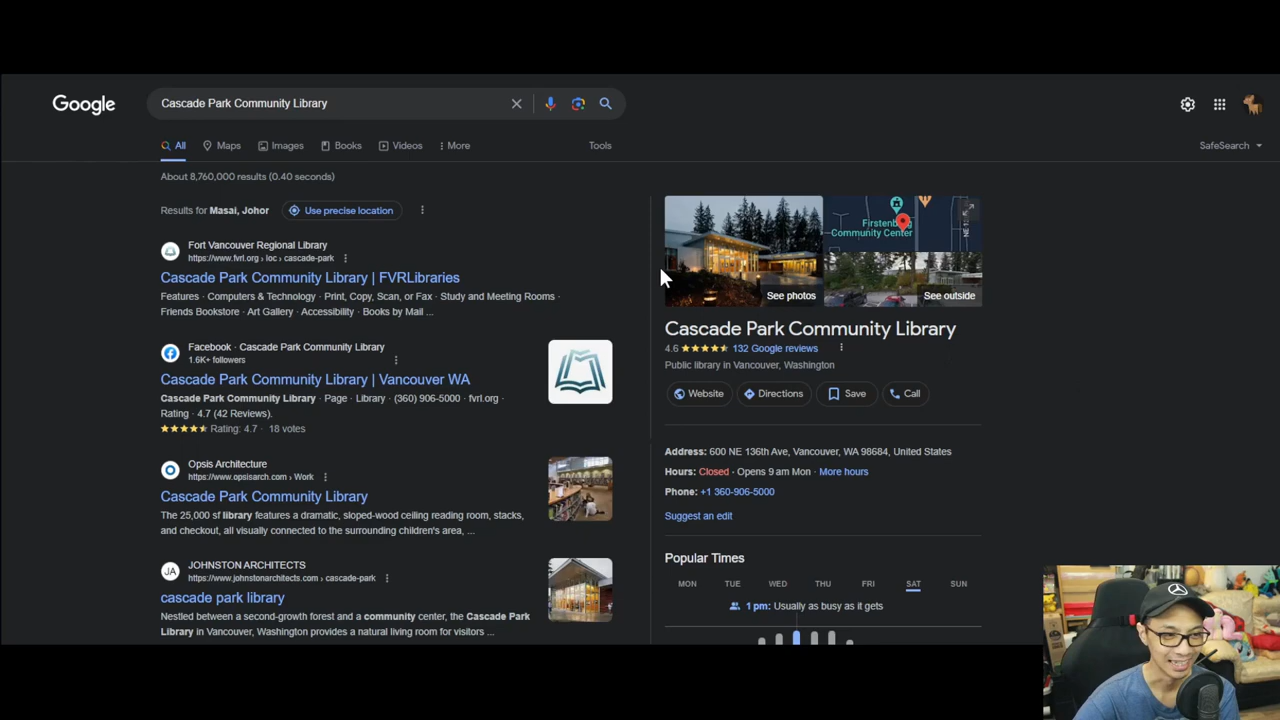 Google
Cascade Park Community Library
All
Maps
Images
Books
Videos
More
Tools
SafeSearch
About 8,760,000 results (0.40 seconds)
Results for Masai, Johor
Use precise location
Fort Vancouver Regional Library
https://www.fvrl.org › loc › cascade-park
Cascade Park Community Library | FVRLibraries
Features · Computers & Technology · Print, Copy, Scan, or Fax · Study and Meeting Rooms ·
Friends Bookstore · Art Gallery · Accessibility · Books by Mail ...
Facebook · Cascade Park Community Library
1.6K+ followers
Cascade Park Community Library | Vancouver WA
Cascade Park Community Library · Page · Library · (360) 906-5000 · fvrl.org ·
Rating · 4.7 (42 Reviews).
Rating: 4.7 · 18 votes
Opsis Architecture
https://www.opsisarch.com › Work
Cascade Park Community Library
The 25,000 sf library features a dramatic, sloped-wood ceiling reading room, stacks,
and checkout, all visually connected to the surrounding children's area, ...
JA
JOHNSTON ARCHITECTS
https://www.johnstonarchitects.com › cascade-park
cascade park library
Nestled between a second-growth forest and a community center, the Cascade Park
Library in Vancouver, Washington provides a natural living room for visitors ...
See photos
Community Center
See outside
Cascade Park Community Library
4.6
132 Google reviews
Public library in Vancouver, Washington
Website
Directions
Save
Call
Address: 600 NE 136th Ave, Vancouver, WA 98684, United States
Hours: Closed · Opens 9 am Mon · More hours
Phone: +1 360-906-5000
Suggest an edit
Popular Times
MON TUE WED THU FRI SAT SUN
1 pm: Usually as busy as it gets